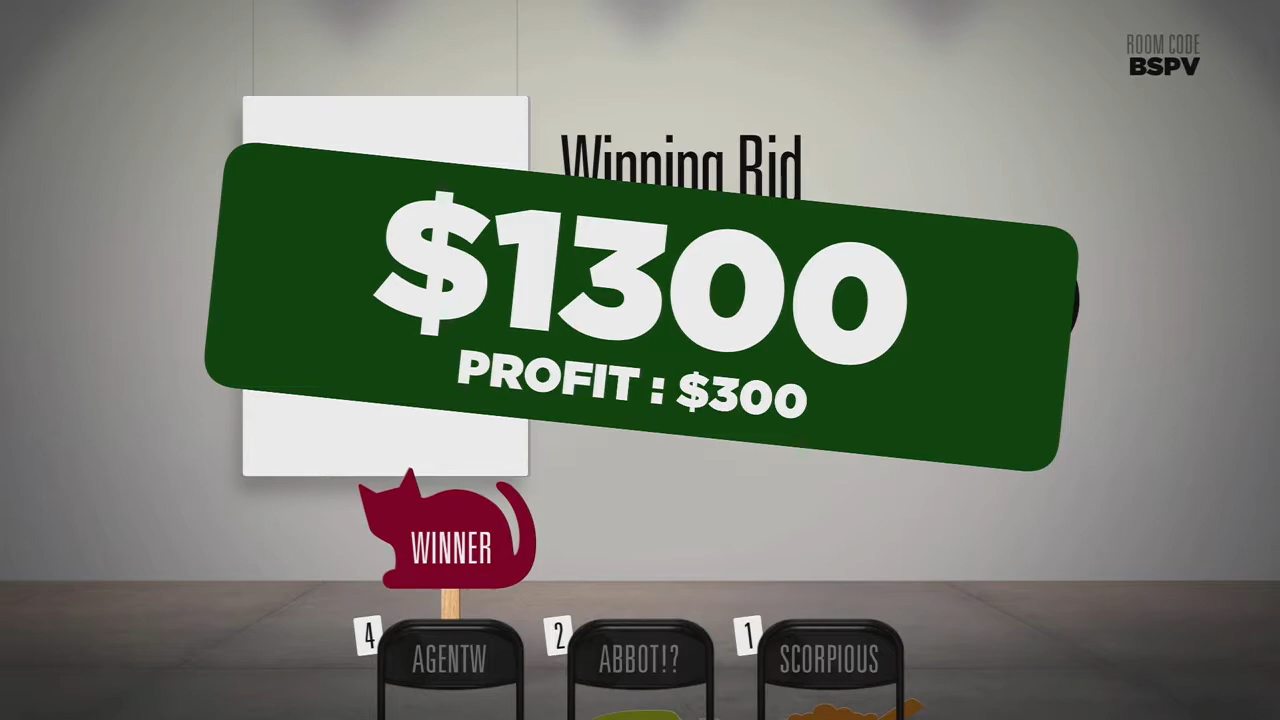 ROOM CODE
BSPV
Winning Bid
$1300
PROFIT : $300
WINNER
4
AGENTW
2
ABBOT!?
1
SCORPIOUS